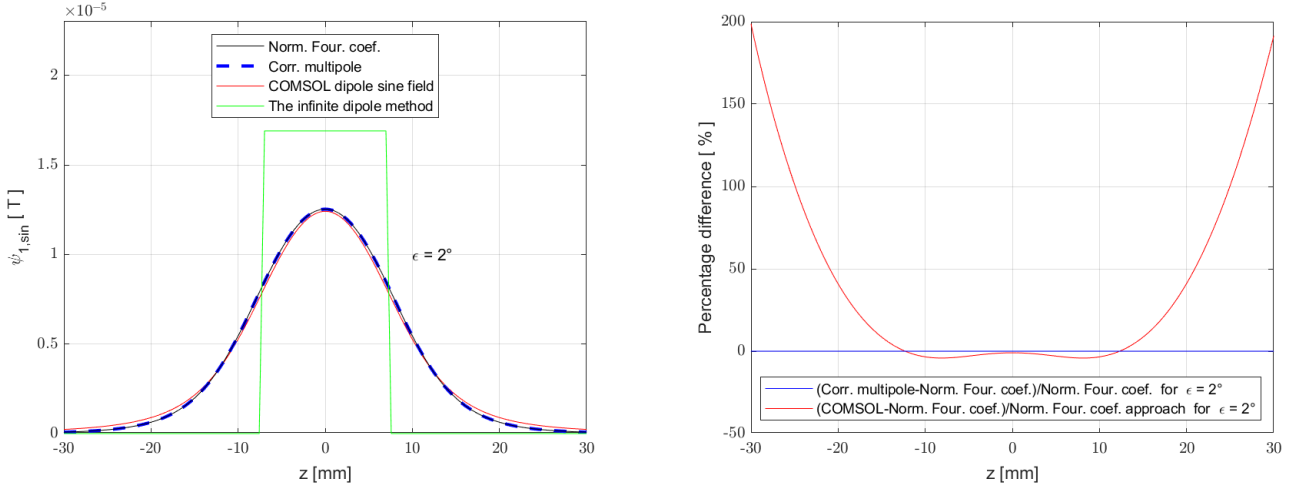 ×10⁻⁵
2
1.5
1
0.5
0
ψ1,sin [ T ]
Norm. Four. coef.
Corr. multipole
COMSOL dipole sine field
The infinite dipole method
ϵ = 2°
-30 -20 -10 0 10 20 30
z [mm]
200
150
100
50
0
-50
Percentage difference [ % ]
(Corr. multipole-Norm. Four. coef.)/Norm. Four. coef. for ϵ = 2°
(COMSOL-Norm. Four. coef.)/Norm. Four. coef. approach for ϵ = 2°
-30 -20 -10 0 10 20 30
z [mm]